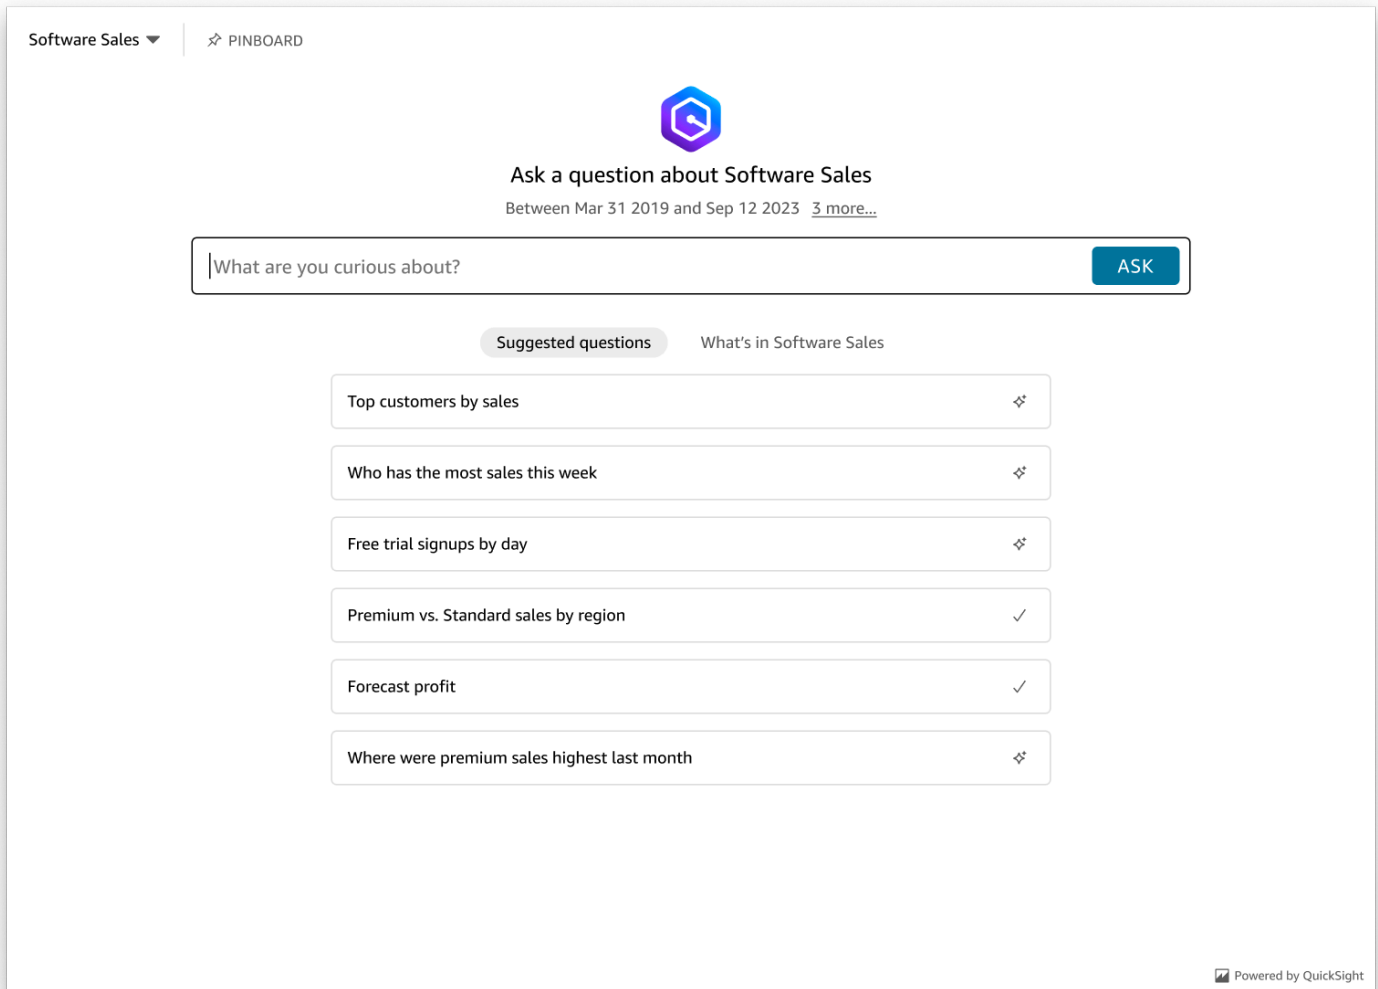 Software Sales
PINBOARD
Ask a question about Software Sales
Between Mar 31 2019 and Sep 12 2023 3 more...
What are you curious about?
ASK
Suggested questions
What's in Software Sales
Top customers by sales
Who has the most sales this week
Free trial signups by day
Premium vs. Standard sales by region
Forecast profit
Where were premium sales highest last month
Powered by QuickSight